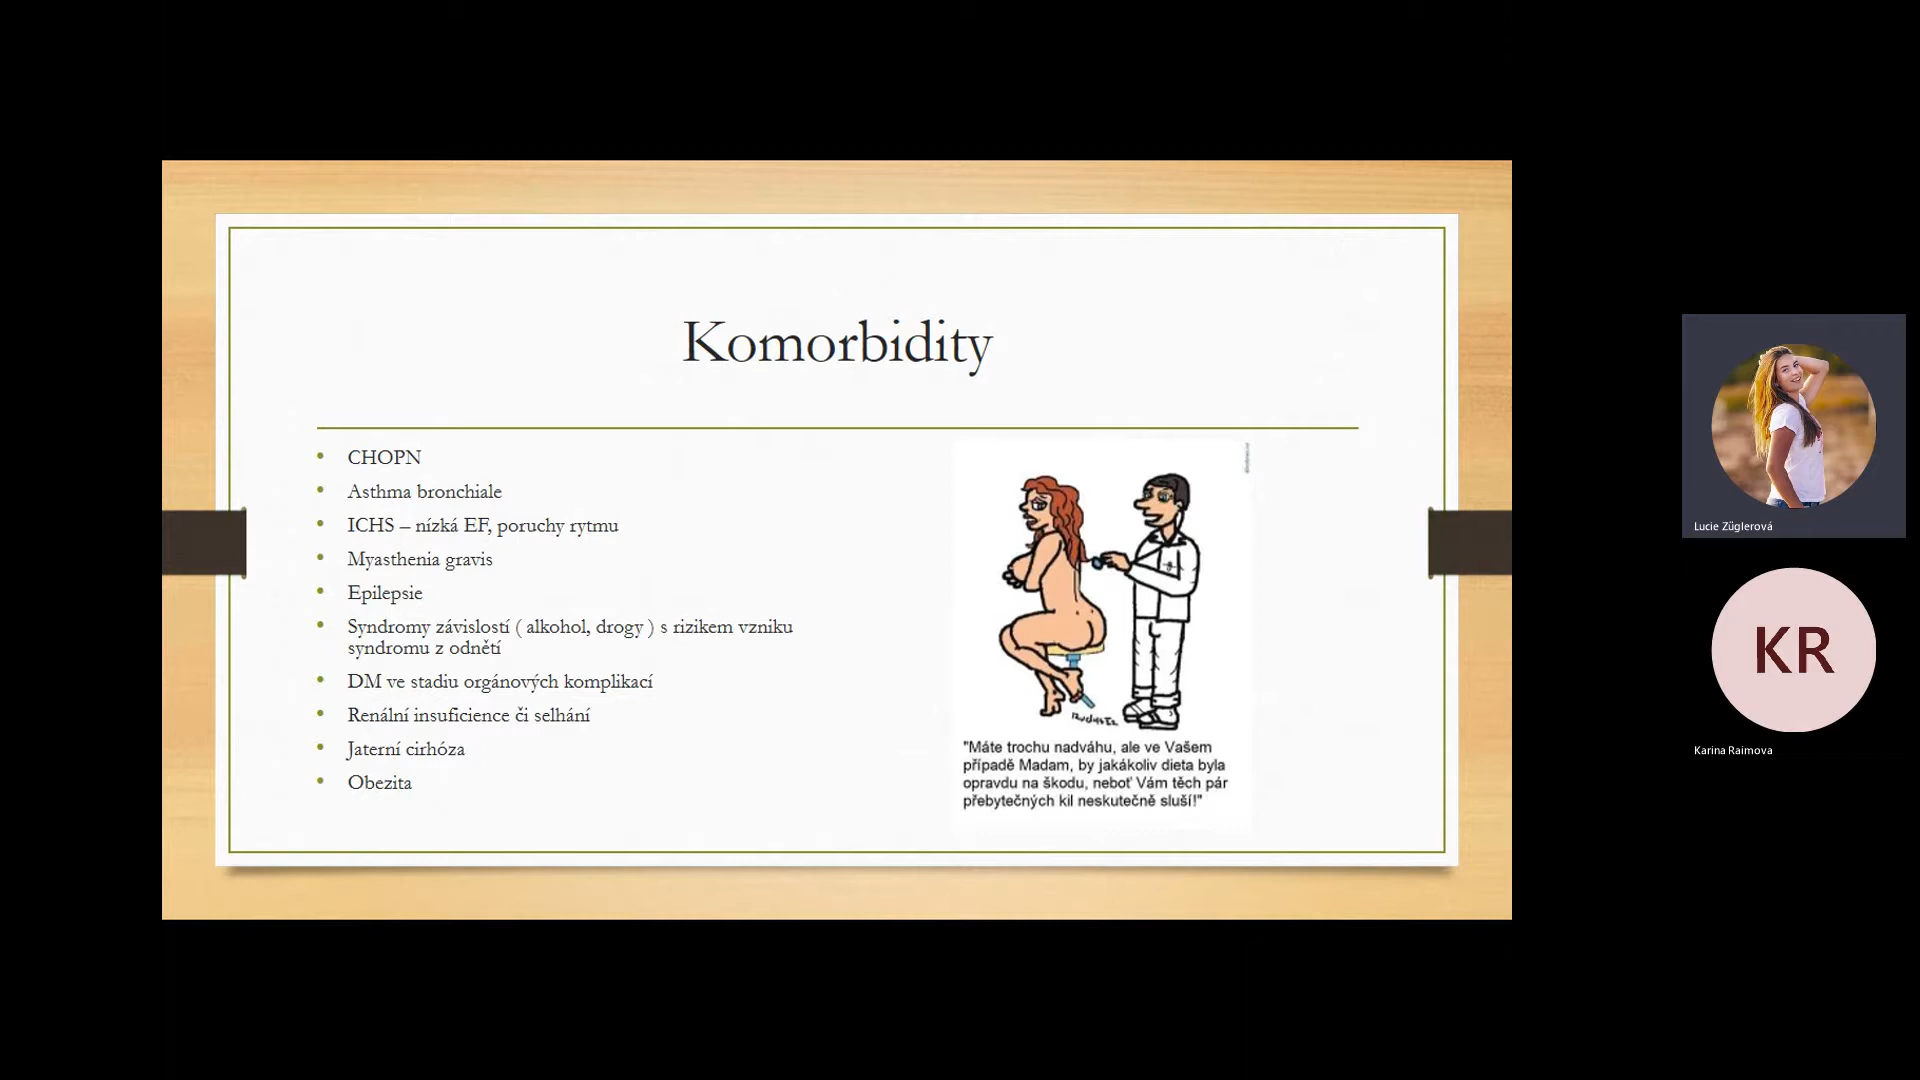 Komorbidity
CHOPN
Asthma bronchiale
ICHS – nízká EF, poruchy rytmu
Myasthenia gravis
Epilepsie
Syndromy závislostí ( alkohol, drogy ) s rizikem vzniku
syndromu z odnětí
DM ve stadiu orgánových komplikací
Renální insuficience či selhání
Jaterní cirhóza
Obezita
"Máte trochu nadváhu, ale ve Vašem
případě Madam, by jakákoliv dieta byla
opravdu na škodu, neboť Vám těch pár
přebytečných kil neskutečně sluší!"
Lucie Züglerová
KR
Karina Raimova